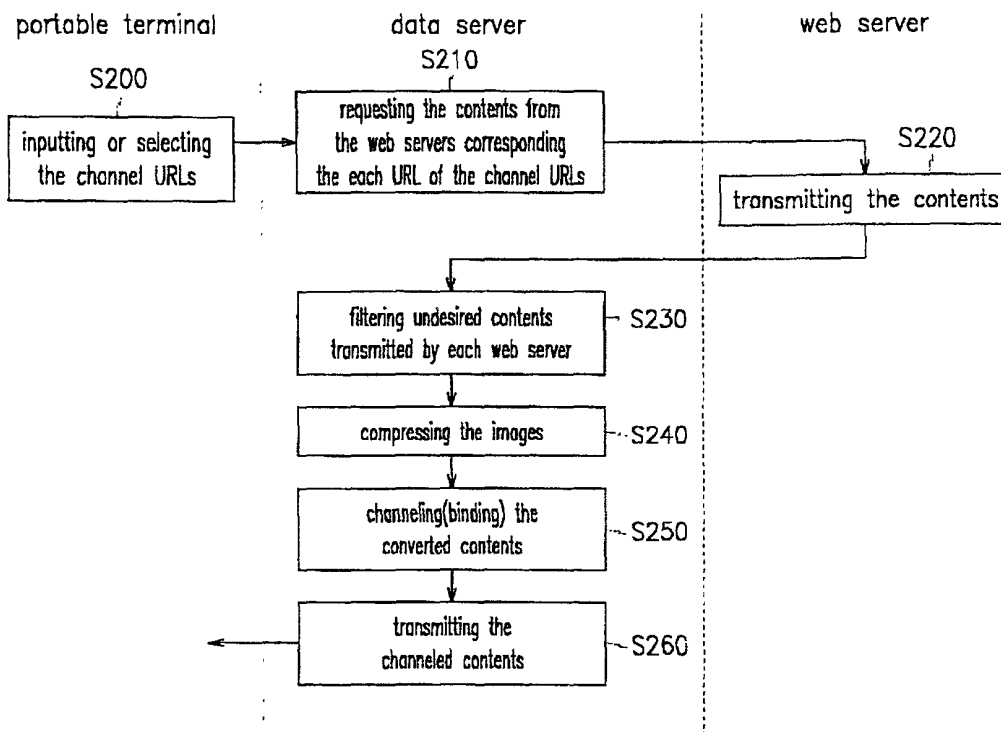 portable terminal
data server
web server
S200
inputting or selecting
the channel URLs
S210
requesting the contents from
the web servers corresponding
the each URL of the channel URLs
S220
transmitting the contents
filtering undesired contents
transmitted by each web server
S230
compressing the images
S240
channeling(binding) the
converted contents
S250
transmitting the
channeled contents
S260